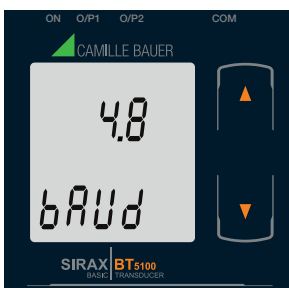 ON O/P1 O/P2 COM
CAMILLE BAUER
4.8
bAUd
SIRAX BT5100
BASIC TRANSDUCER